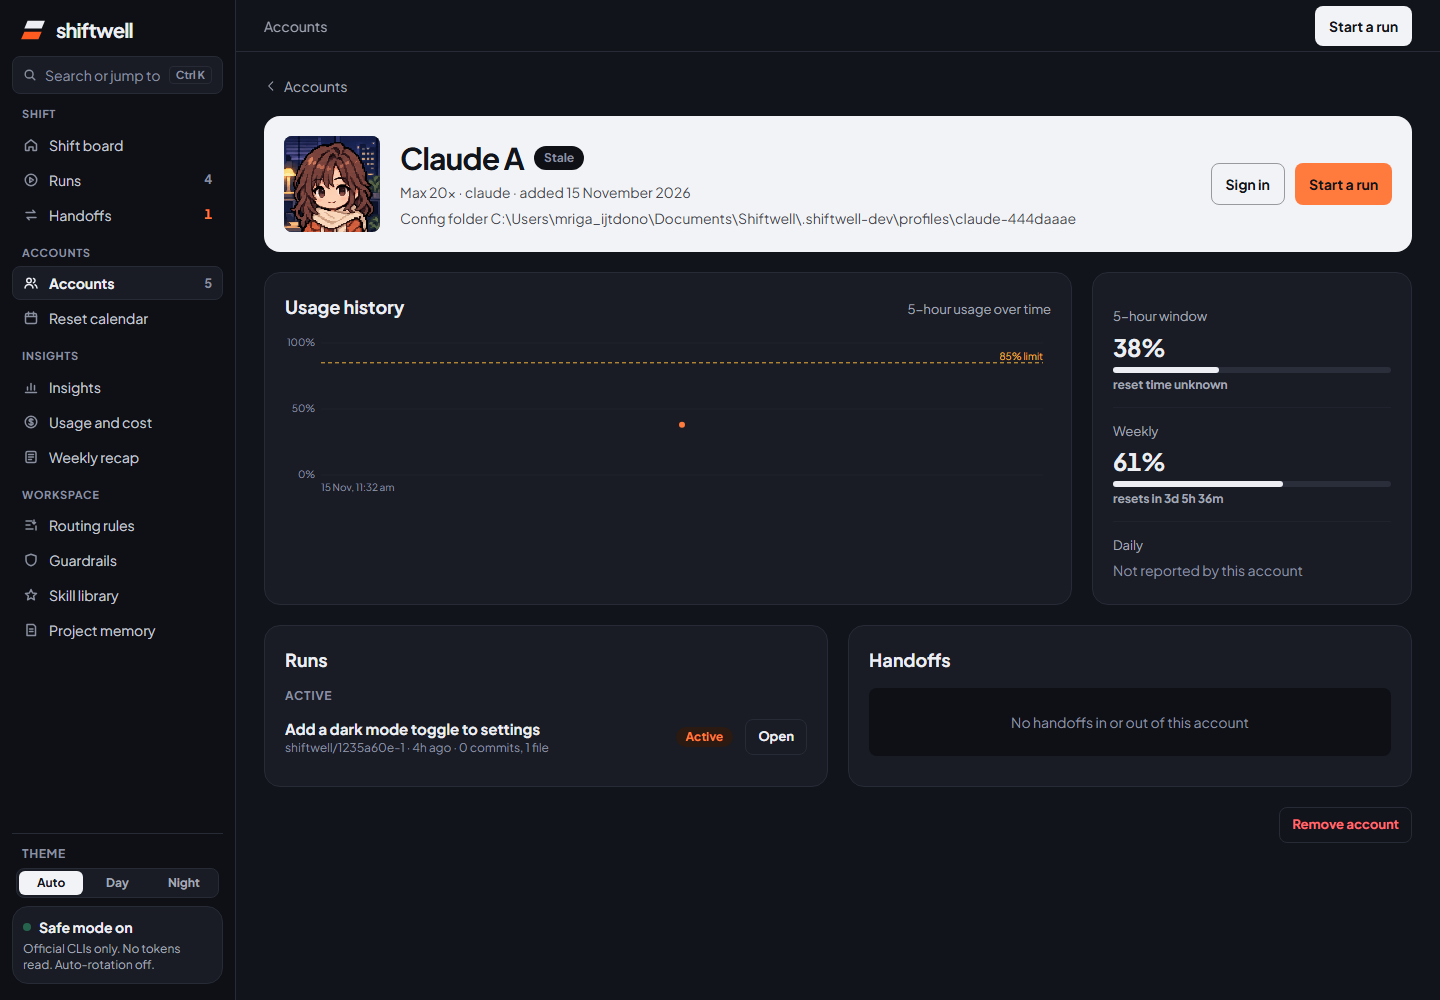 shiftwell
Accounts
Start a run
Search or jump to
Ctrl K
SHIFT
Shift board
Runs
4
Handoffs
1
ACCOUNTS
Accounts
5
Reset calendar
INSIGHTS
Insights
Usage and cost
Weekly recap
WORKSPACE
Routing rules
Guardrails
Skill library
Project memory
THEME
Auto
Day
Night
Safe mode on
Official CLIs only. No tokens
read. Auto-rotation off.
Accounts
Claude A
Stale
Max 20× · claude · added 15 November 2026
Config folder C:\Users\mriga_ijtdono\Documents\Shiftwell\.shiftwell-dev\profiles\claude-444daaae
Sign in
Start a run
Usage history
5-hour usage over time
100%
85% limit
50%
0%
15 Nov, 11:32 am
5-hour window
38%
reset time unknown
Weekly
61%
resets in 3d 5h 36m
Daily
Not reported by this account
Runs
ACTIVE
Add a dark mode toggle to settings
shiftwell/1235a60e-1 · 4h ago · 0 commits, 1 file
Active
Open
Handoffs
No handoffs in or out of this account
Remove account